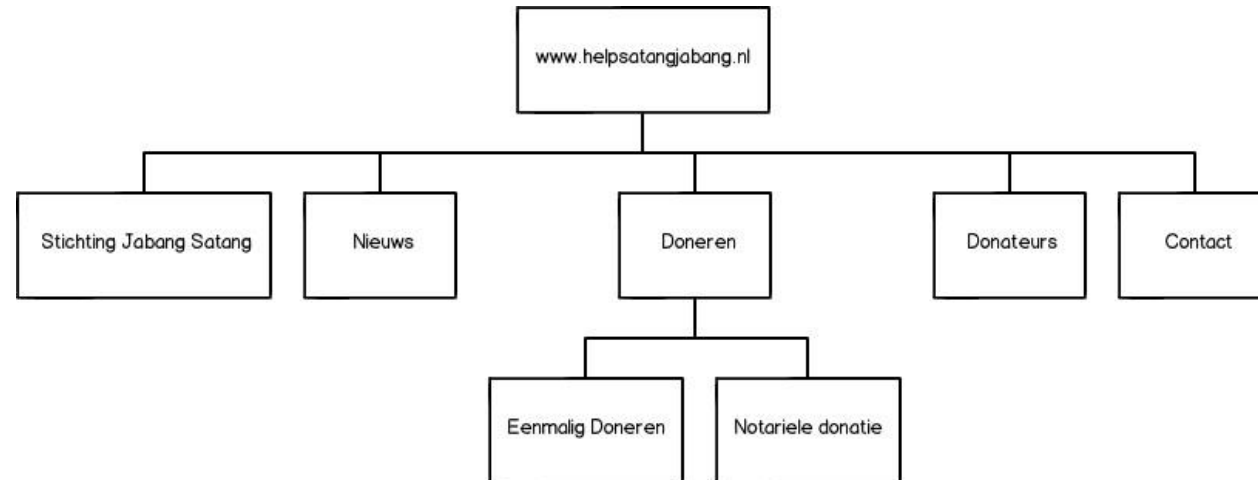 www.helpsatangjabang.nl
Stichting Jabang Satang
Nieuws
Doneren
Donateurs
Contact
Eenmalig Doneren
Notariele donatie